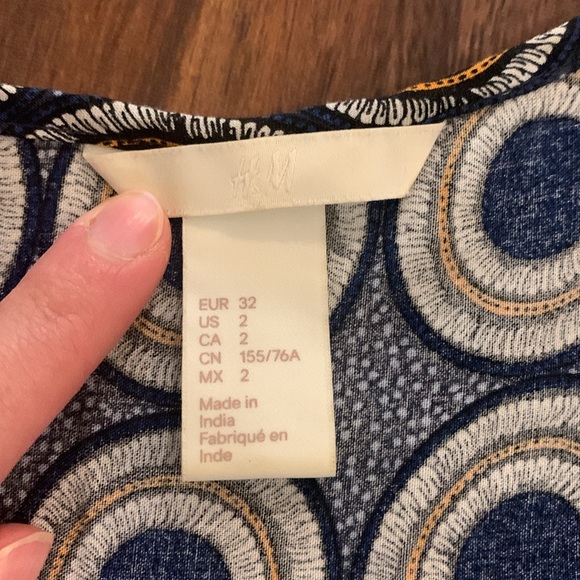 H&M
EUR 32
US 2
CA 2
CN 155/76A
MX 2
Made in
India
Fabriqué en
Inde